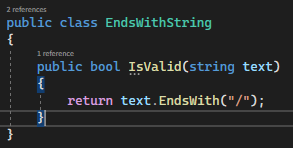 2 references
public class EndsWithString
{
1 reference
public bool IsValid(string text)
{
return text.EndsWith("/");
}
}